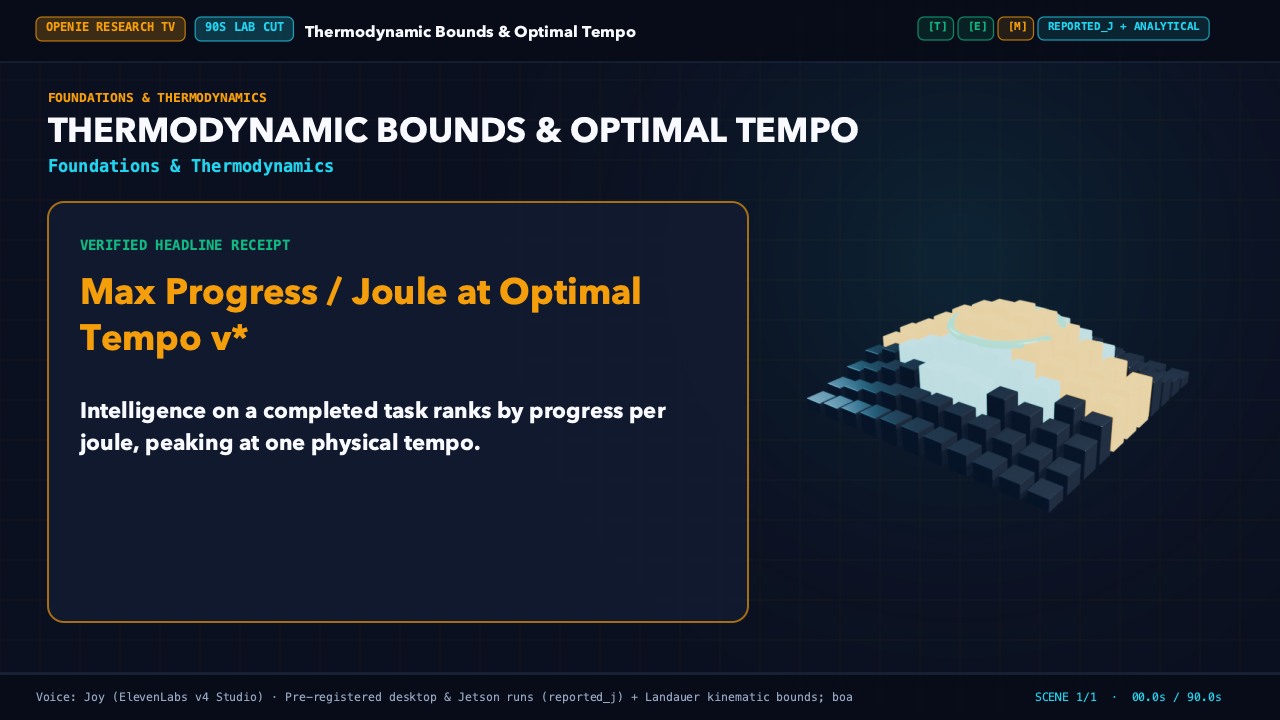 OPENIE RESEARCH TV
90S LAB CUT
Thermodynamic Bounds & Optimal Tempo
[T]
[E]
[M]
REPORTED_J + ANALYTICAL
FOUNDATIONS & THERMODYNAMICS
THERMODYNAMIC BOUNDS & OPTIMAL TEMPO
Foundations & Thermodynamics
VERIFIED HEADLINE RECEIPT
Max Progress / Joule at Optimal
Tempo v*
Intelligence on a completed task ranks by progress per
joule, peaking at one physical tempo.
Voice: Joy (ElevenLabs v4 Studio) · Pre-registered desktop & Jetson runs (reported_j) + Landauer kinematic bounds; boa
SCENE 1/1 · 00.0s / 90.0s